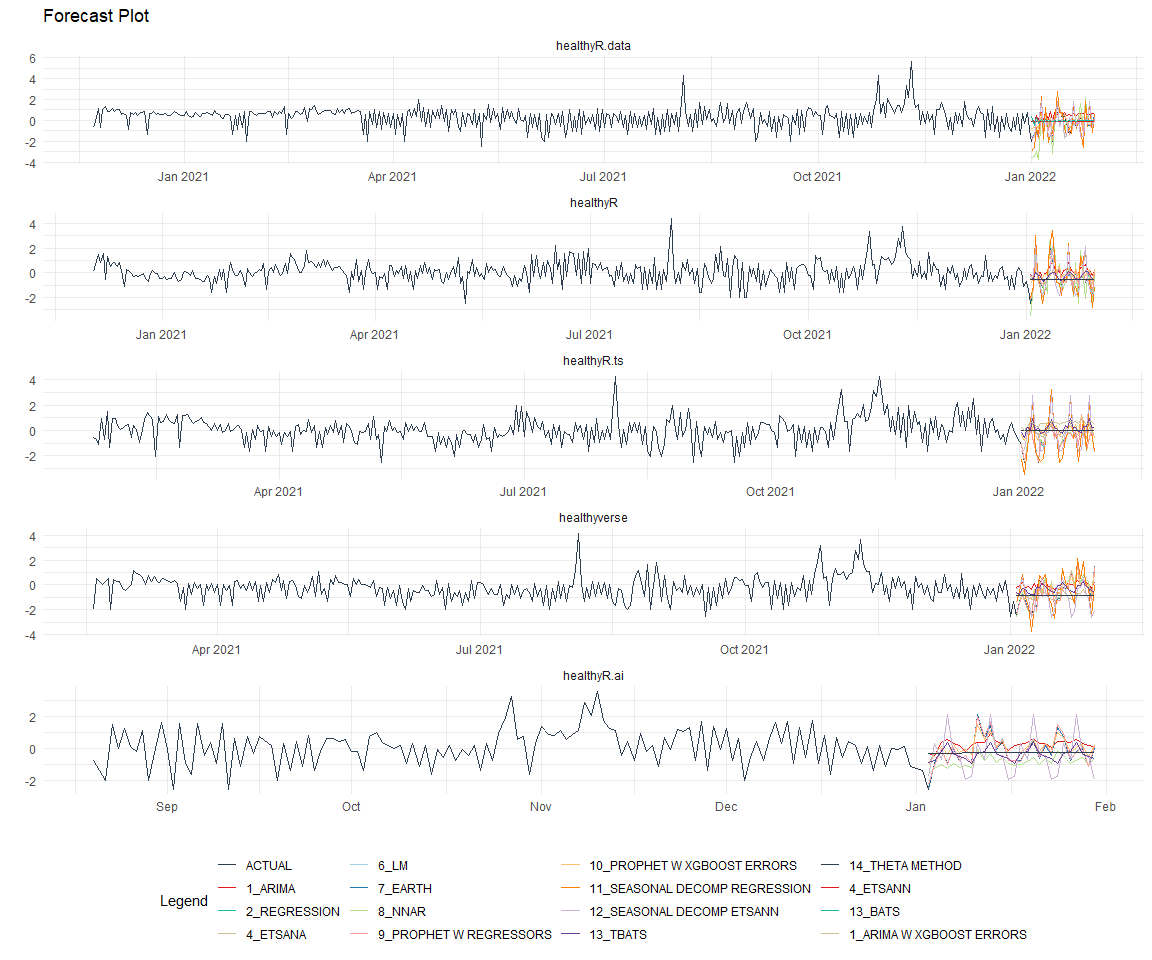 Forecast Plot
healthyR.data
6
4
2
0
-2
-4
Jan 2021 Apr 2021 Jul 2021 Oct 2021 Jan 2022
healthyR
4
2
0
-2
Jan 2021 Apr 2021 Jul 2021 Oct 2021 Jan 2022
healthyR.ts
4
2
0
-2
Apr 2021 Jul 2021 Oct 2021 Jan 2022
healthyverse
4
2
0
-2
-4
Apr 2021 Jul 2021 Oct 2021 Jan 2022
healthyR.ai
2
0
-2
Sep Oct Nov Dec Jan Feb
Legend
ACTUAL 6_LM 10_PROPHET W XGBOOST ERRORS 14_THETA METHOD
1_ARIMA 7_EARTH 11_SEASONAL DECOMP REGRESSION 4_ETSANN
2_REGRESSION 8_NNAR 12_SEASONAL DECOMP ETSANN 13_BATS
4_ETSANA 9_PROPHET W REGRESSORS 13_TBATS 1_ARIMA W XGBOOST ERRORS